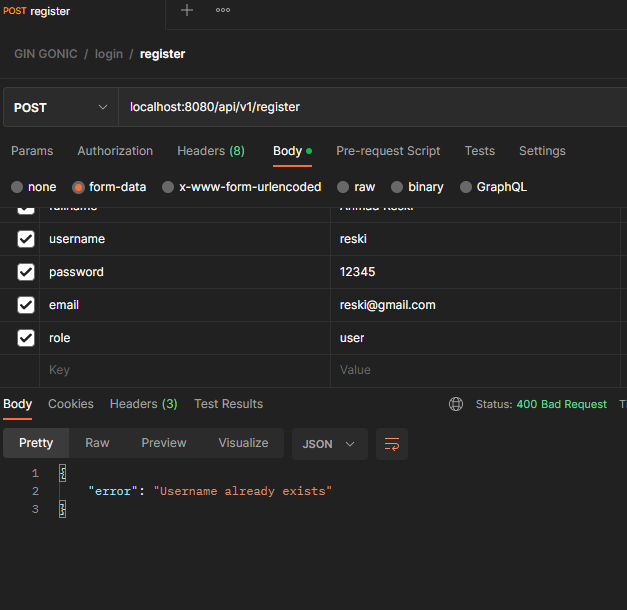 POST register
GIN GONIC / login / register
POST localhost:8080/api/v1/register
Params Authorization Headers (8) Body Pre-request Script Tests Settings
none form-data x-www-form-urlencoded raw binary GraphQL
username reski
password 12345
email reski@gmail.com
role user
Key Value
Body Cookies Headers (3) Test Results Status: 400 Bad Request
Pretty Raw Preview Visualize JSON
1 {
2 "error": "Username already exists"
3 }